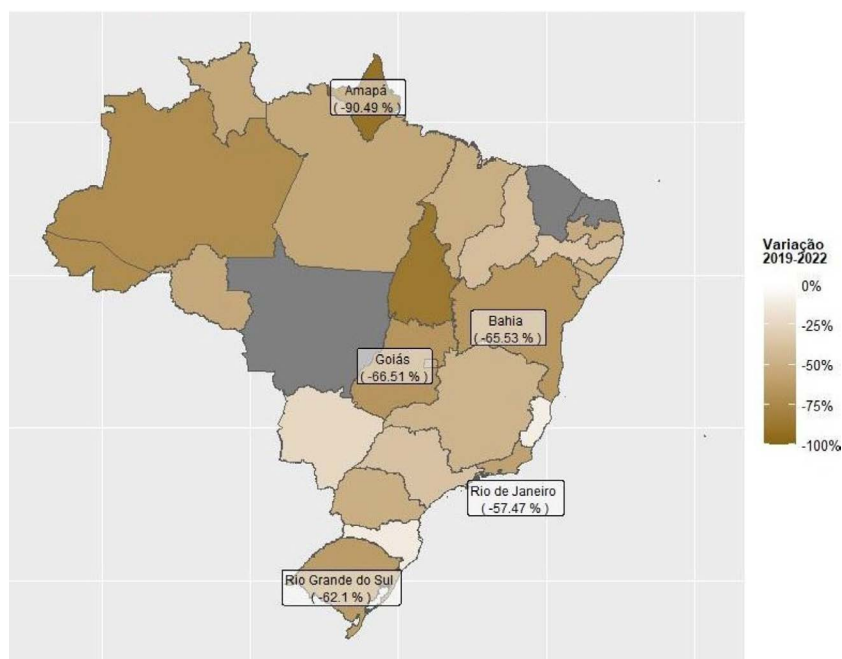 Amapá
( -90.49 % )
Variação
2019-2022
0%
-25%
-50%
-75%
-100%
Bahia
( -65.53 % )
Goiás
( -66.51 % )
Rio de Janeiro
( -57.47 % )
Rio Grande do Sul
( -62.1 % )